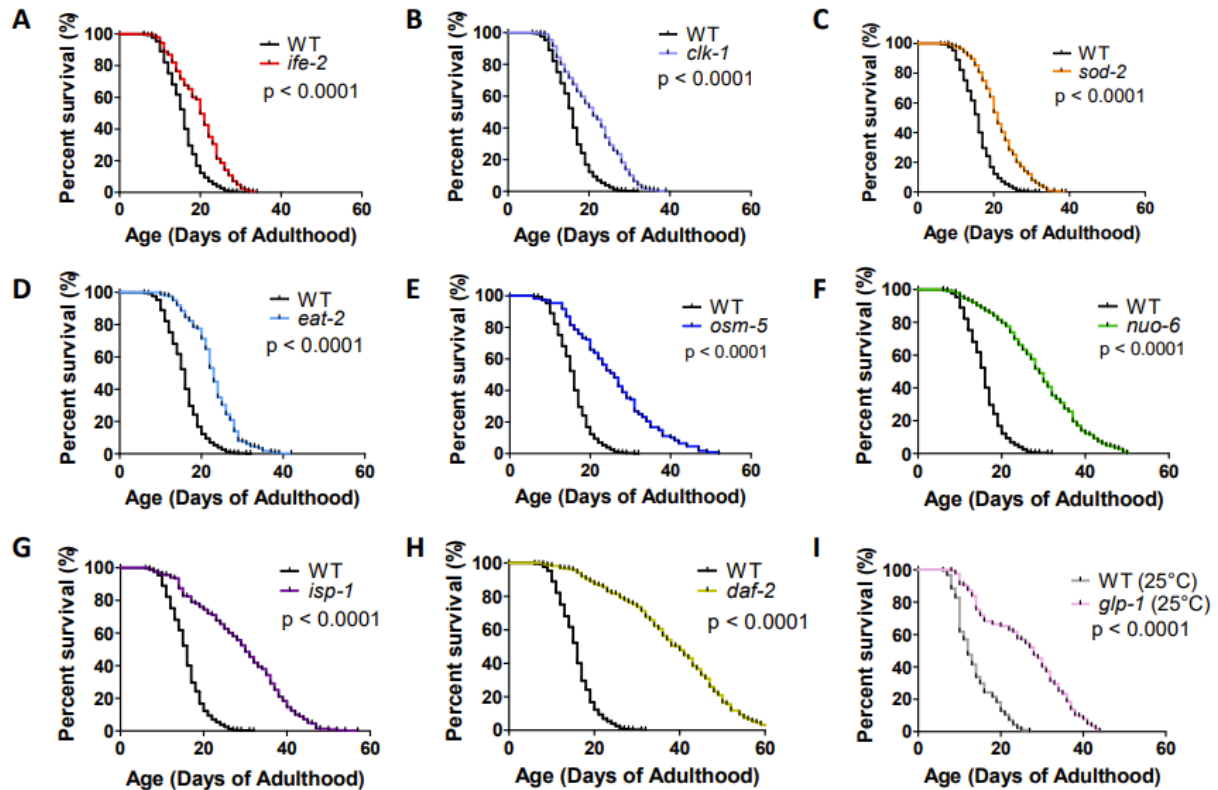 A
Percent survival (%)
100
80
60
40
20
0
0 20 40 60
Age (Days of Adulthood)
WT
ife-2
p < 0.0001
B
Percent survival (%)
100
80
60
40
20
0
0 20 40 60
Age (Days of Adulthood)
WT
clk-1
p < 0.0001
C
Percent survival (%)
100
80
60
40
20
0
0 20 40 60
Age (Days of Adulthood)
WT
sod-2
p < 0.0001
D
Percent survival (%)
100
80
60
40
20
0
0 20 40 60
Age (Days of Adulthood)
WT
eat-2
p < 0.0001
E
Percent survival (%)
100
80
60
40
20
0
0 20 40 60
Age (Days of Adulthood)
WT
osm-5
p < 0.0001
F
Percent survival (%)
100
80
60
40
20
0
0 20 40 60
Age (Days of Adulthood)
WT
nuo-6
p < 0.0001
G
Percent survival (%)
100
80
60
40
20
0
0 20 40 60
Age (Days of Adulthood)
WT
isp-1
p < 0.0001
H
Percent survival (%)
100
80
60
40
20
0
0 20 40 60
Age (Days of Adulthood)
WT
daf-2
p < 0.0001
I
Percent survival (%)
100
80
60
40
20
0
0 20 40 60
Age (Days of Adulthood)
WT (25°C)
glp-1 (25°C)
p < 0.0001